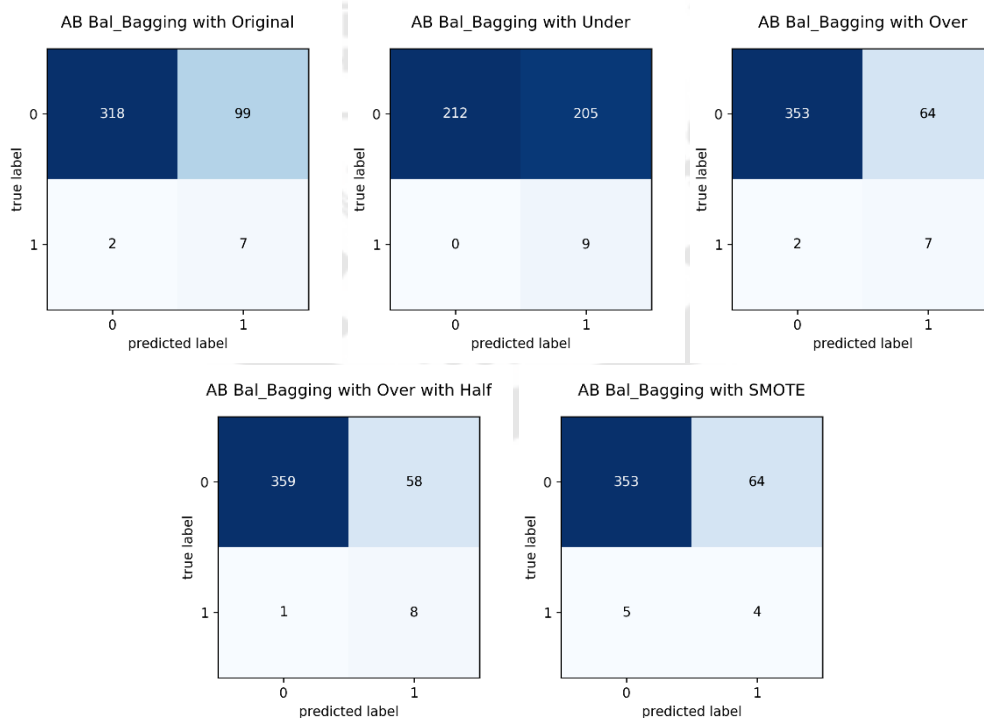 AB Bal_Bagging with Original
0
318
99
true label
1
2
7
0
1
predicted label
AB Bal_Bagging with Under
0
212
205
true label
1
0
9
0
1
predicted label
AB Bal_Bagging with Over
0
353
64
true label
1
2
7
0
1
predicted label
AB Bal_Bagging with Over with Half
0
359
58
true label
1
1
8
0
1
predicted label
AB Bal_Bagging with SMOTE
0
353
64
true label
1
5
4
0
1
predicted label